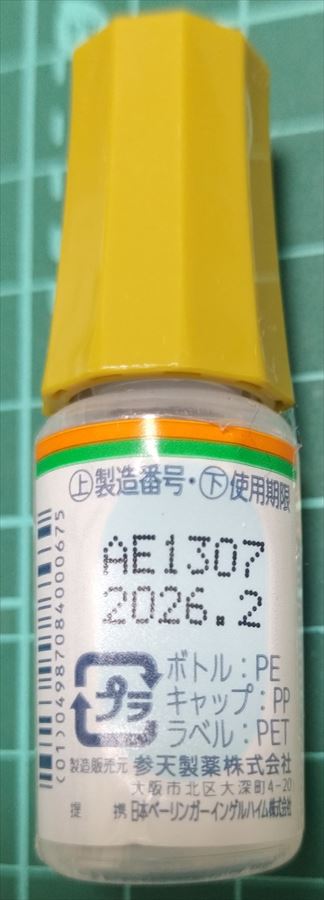 ㊤製造番号・㊦使用期限
AE1307
2026.2
プラ
ボトル：PE
キャップ：PP
ラベル：PET
製造販売元 参天製薬株式会社
大阪市北区大深町4-20
提携 日本ベーリンガーインゲルハイム株式会社
(01)04987084000675